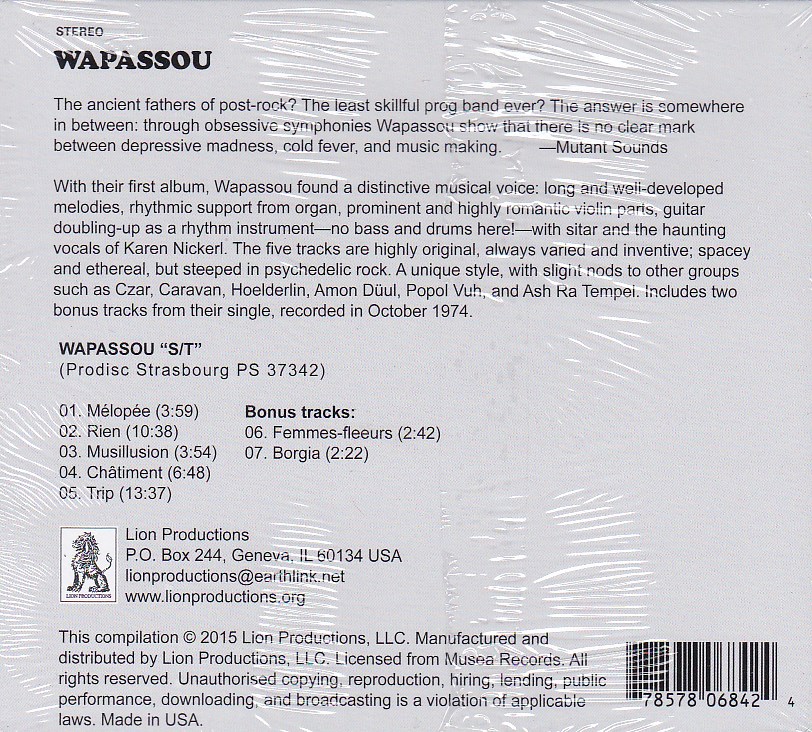 STEREO
WAPASSOU
The ancient fathers of post-rock? The least skillful prog band ever? The answer is somewhere
in between: through obsessive symphonies Wapassou show that there is no clear mark
between depressive madness, cold fever, and music making. —Mutant Sounds
With their first album, Wapassou found a distinctive musical voice: long and well-developed
melodies, rhythmic support from organ, prominent and highly romantic violin parts, guitar
doubling-up as a rhythm instrument—no bass and drums here!—with sitar and the haunting
vocals of Karen Nickerl. The five tracks are highly original, always varied and inventive; spacey
and ethereal, but steeped in psychedelic rock. A unique style, with slight nods to other groups
such as Czar, Caravan, Hoelderlin, Amon Düul, Popol Vuh, and Ash Ra Tempel. Includes two
bonus tracks from their single, recorded in October 1974.
WAPASSOU “S/T”
(Prodisc Strasbourg PS 37342)
01. Mélopée (3:59)
02. Rien (10:38)
03. Musillusion (3:54)
04. Châtiment (6:48)
05. Trip (13:37)
Bonus tracks:
06. Femmes-fleeurs (2:42)
07. Borgia (2:22)
LION PRODUCTIONS
Lion Productions
P.O. Box 244, Geneva, IL 60134 USA
lionproductions@earthlink.net
www.lionproductions.org
This compilation © 2015 Lion Productions, LLC. Manufactured and
distributed by Lion Productions, LLC. Licensed from Musea Records. All
rights reserved. Unauthorised copying, reproduction, hiring, lending, public
performance, downloading, and broadcasting is a violation of applicable
laws. Made in USA.
78578 06842 4